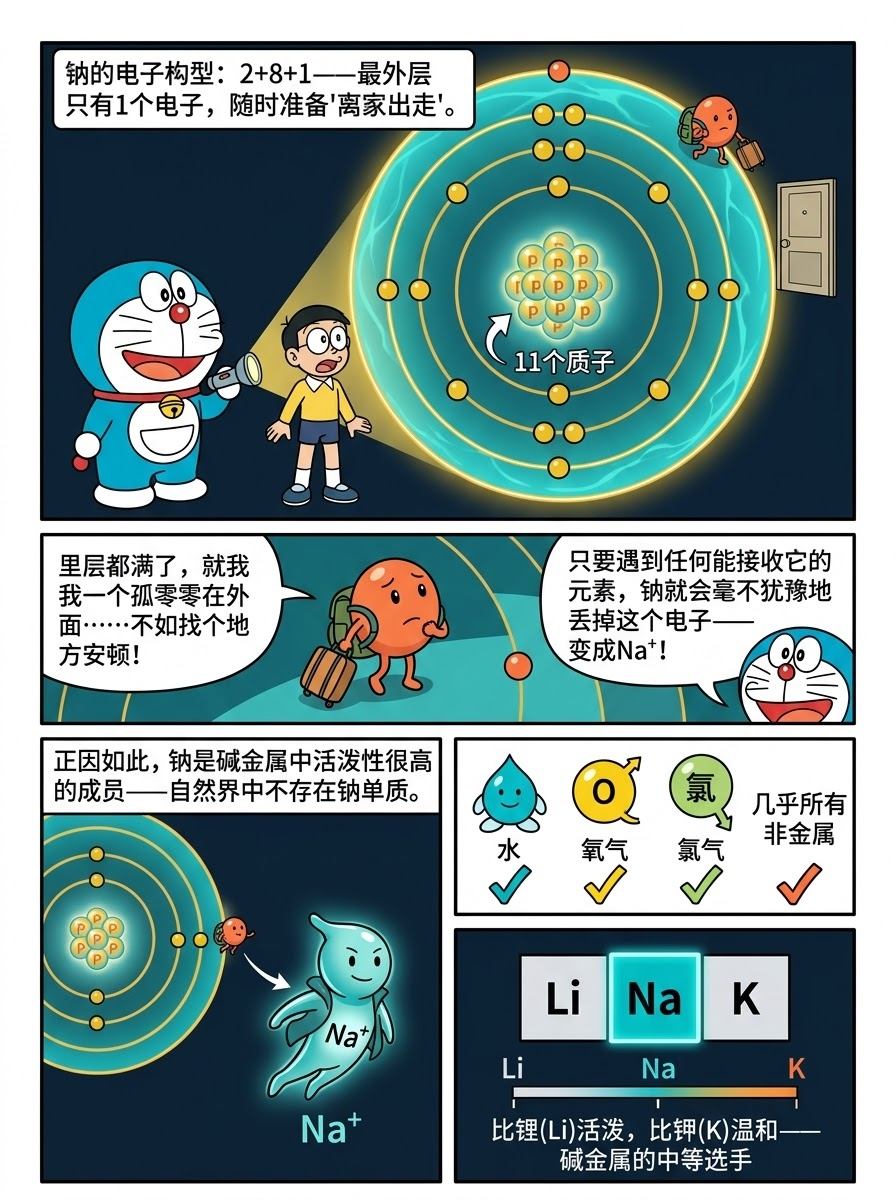 钠的电子构型：2+8+1——最外层
只有1个电子，随时准备'离家出走'。
P
P P P
P P P
P P P
P
11个质子
里层都满了，就我
我一个孤零零在外
面……不如找个地
方安顿！
只要遇到任何能接收它的
元素，钠就会毫不犹豫地
丢掉这个电子——
变成Na⁺！
正因如此，钠是碱金属中活泼性很高
的成员——自然界中不存在钠单质。
P
P P
P
P P
P
Na⁺
Na⁺
O
氯
水
氧气
氯气
几乎所有
非金属
Li
Na
K
Li
Na
K
比锂(Li)活泼，比钾(K)温和——
碱金属的中等选手